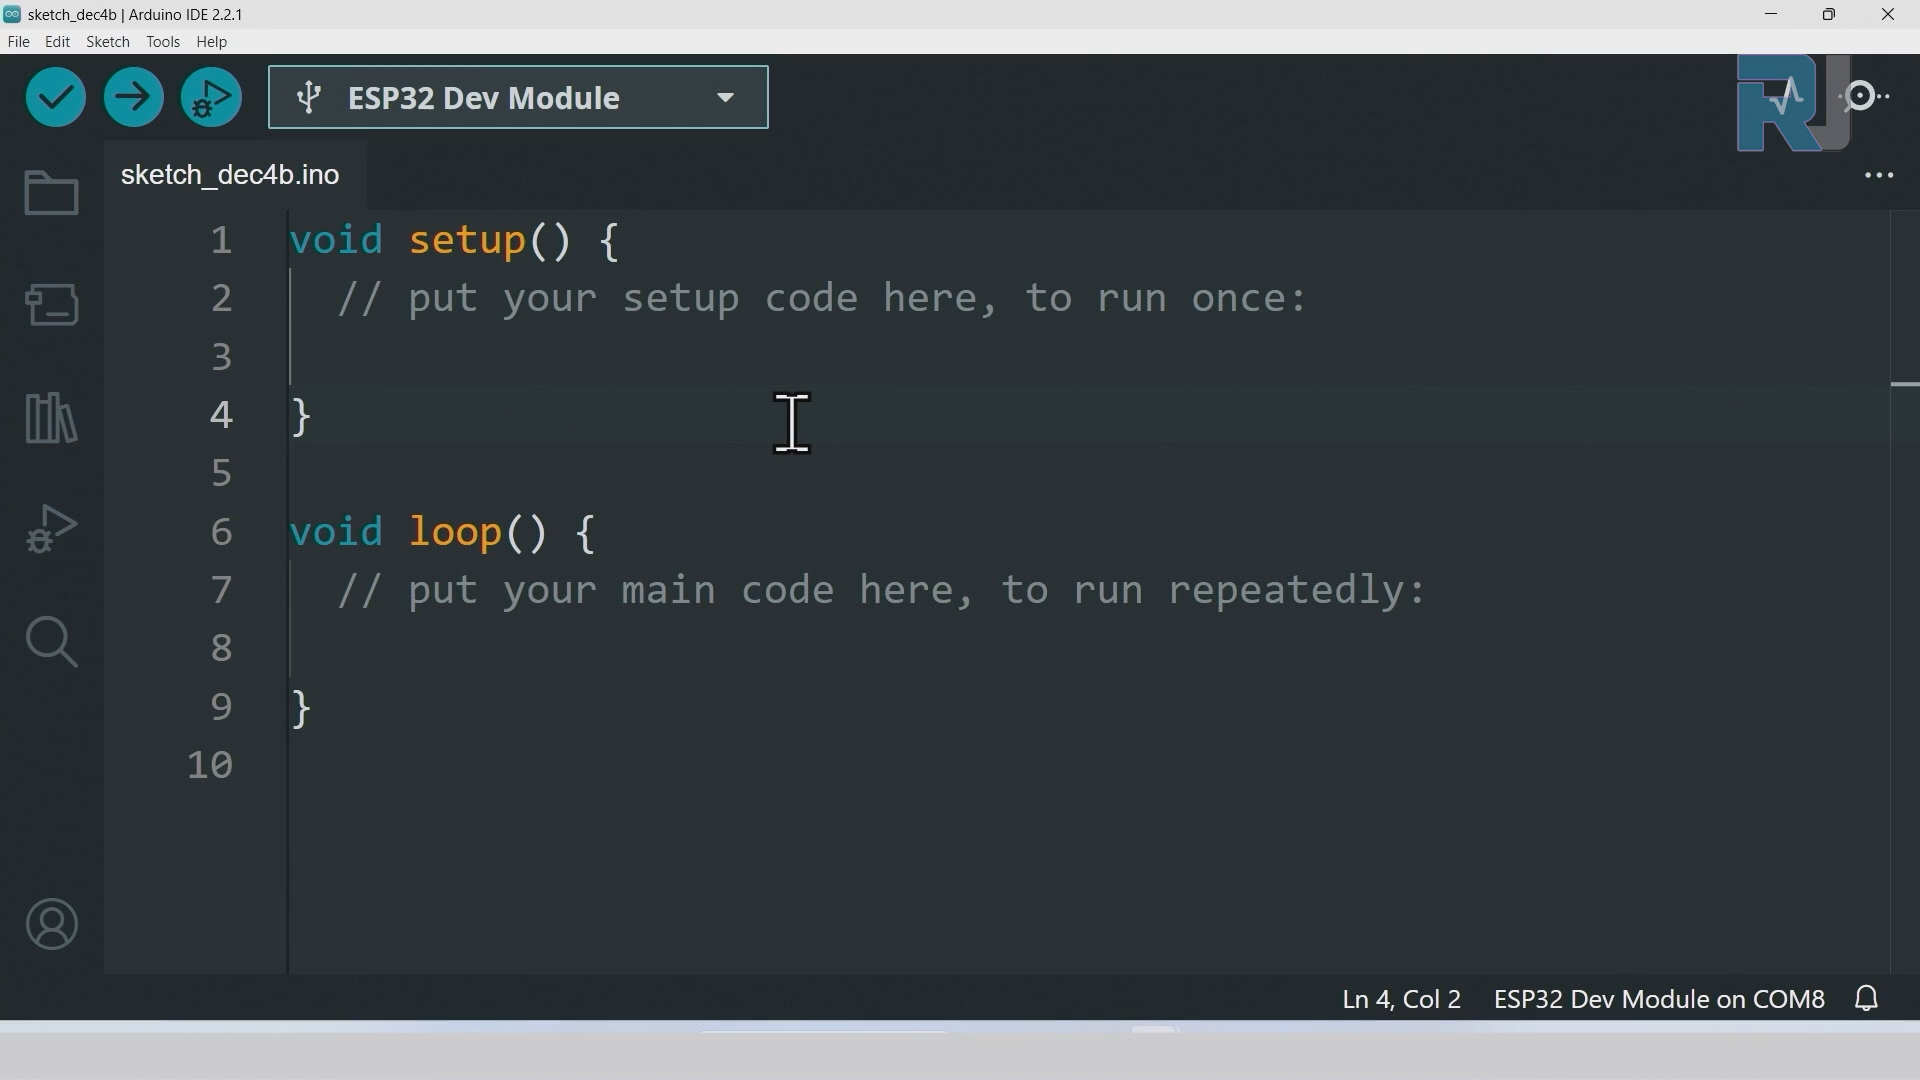 sketch_dec4b | Arduino IDE 2.2.1
File Edit Sketch Tools Help
ESP32 Dev Module
RJ
sketch_dec4b.ino
1 void setup() {
2 // put your setup code here, to run once:
3
4 }
5
6 void loop() {
7 // put your main code here, to run repeatedly:
8
9 }
10
Ln 4, Col 2 ESP32 Dev Module on COM8